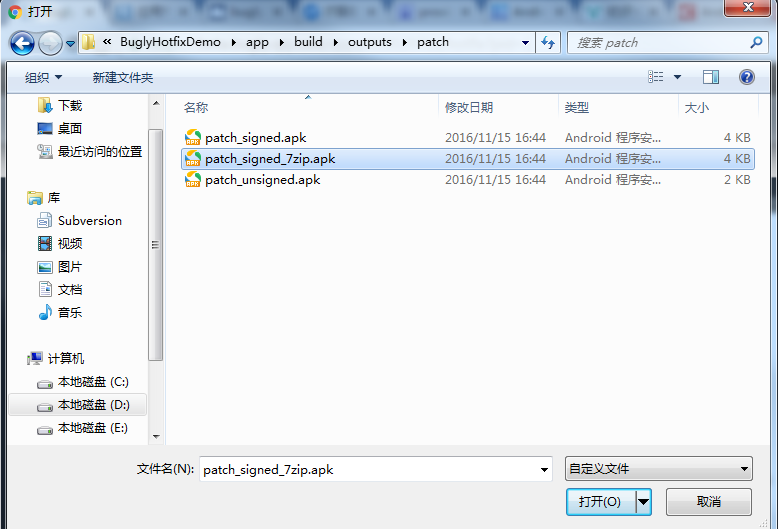 打开
« BuglyHotfixDemo app build outputs patch 搜索 patch
组织 新建文件夹
名称 修改日期 类型 大小
patch_signed.apk 2016/11/15 16:44 Android 程序安... 4 KB
patch_signed_7zip.apk 2016/11/15 16:44 Android 程序安... 4 KB
patch_unsigned.apk 2016/11/15 16:44 Android 程序安... 2 KB
下载
桌面
最近访问的位置
库
Subversion
视频
图片
文档
音乐
计算机
本地磁盘 (C:)
本地磁盘 (D:)
本地磁盘 (E:)
文件名(N): patch_signed_7zip.apk 自定义文件
打开(O) 取消